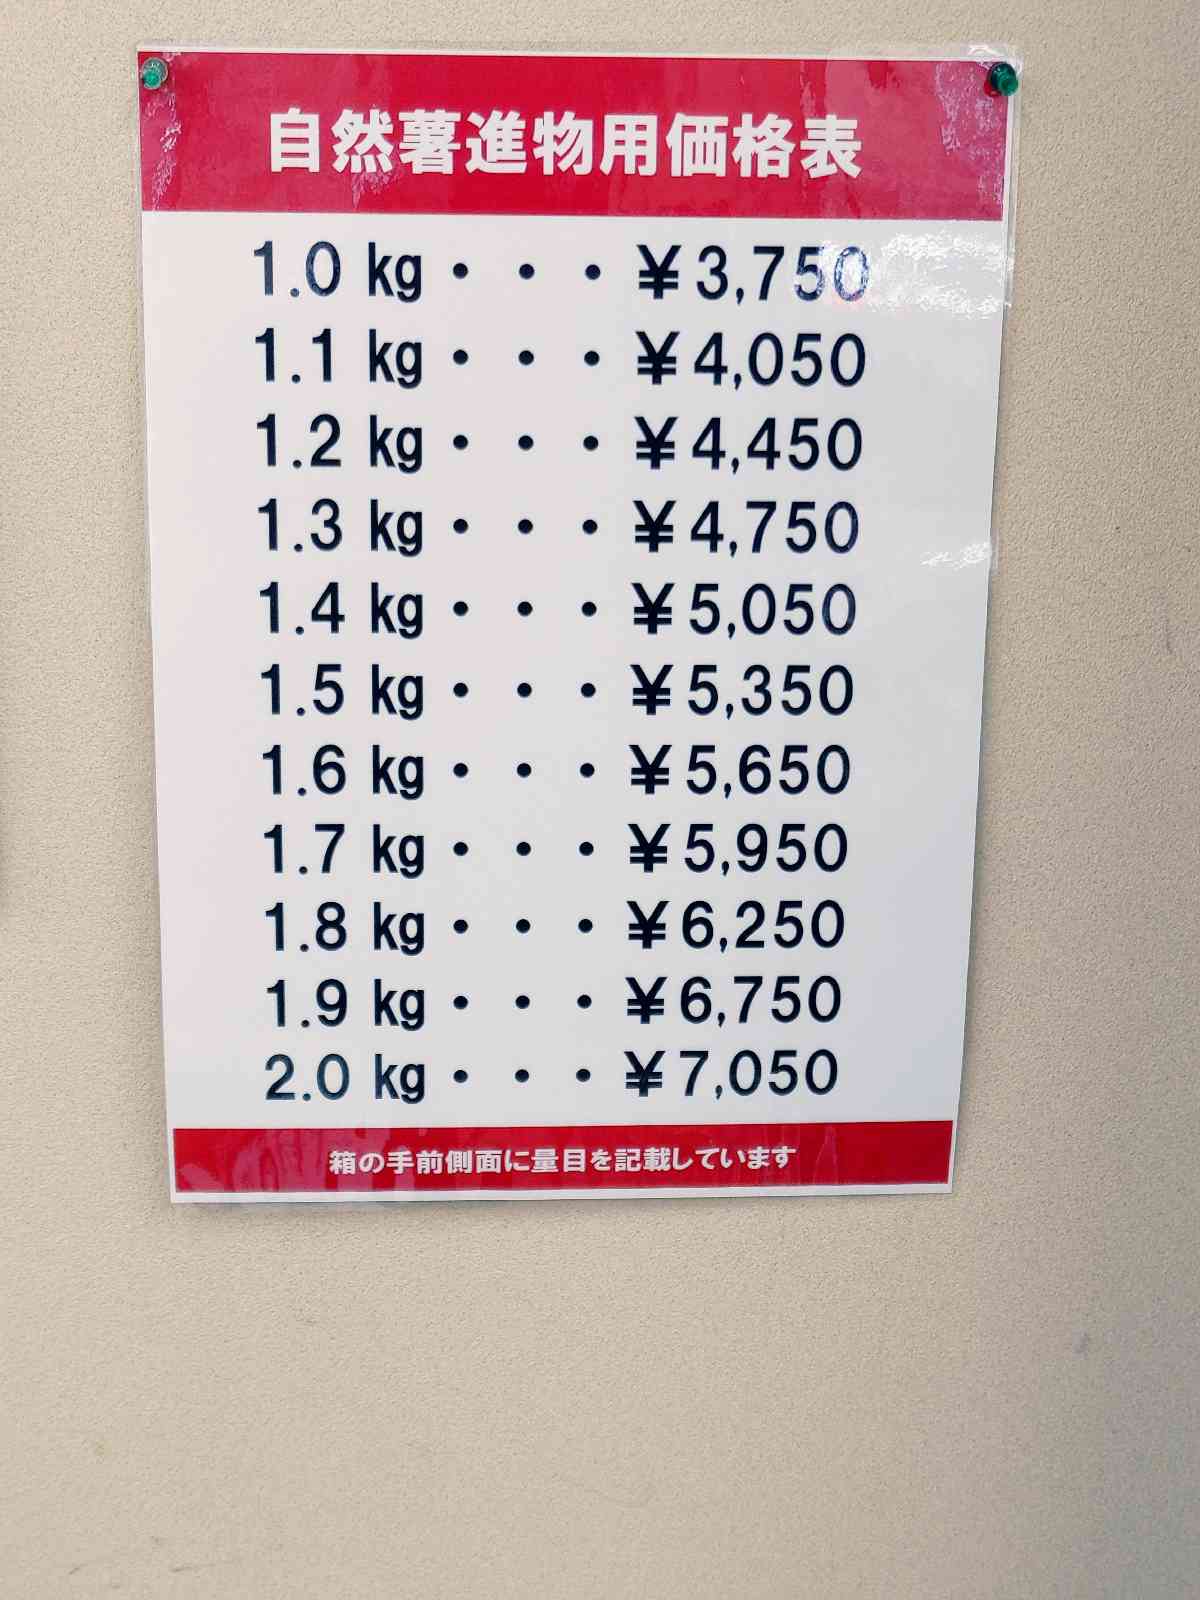 自然薯進物用価格表
1.0 kg・・・¥3,750
1.1 kg・・・¥4,050
1.2 kg・・・¥4,450
1.3 kg・・・¥4,750
1.4 kg・・・¥5,050
1.5 kg・・・¥5,350
1.6 kg・・・¥5,650
1.7 kg・・・¥5,950
1.8 kg・・・¥6,250
1.9 kg・・・¥6,750
2.0 kg・・・¥7,050
箱の手前側面に量目を記載しています